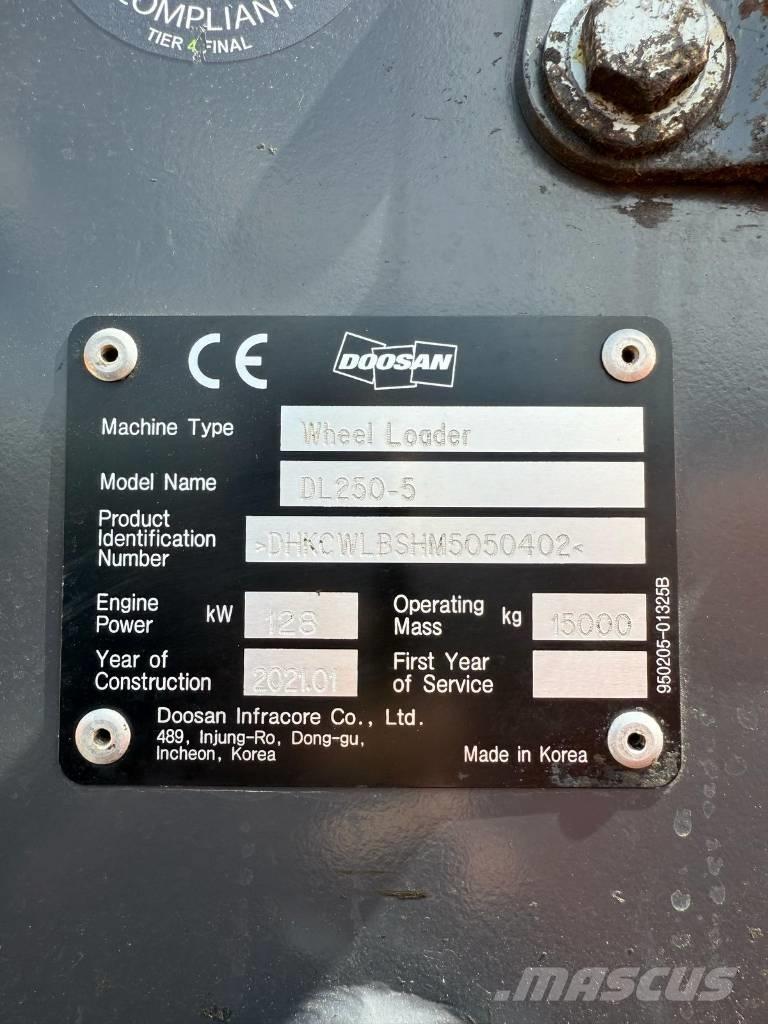 COMPLIANT
TIER 4 FINAL
CE DOOSAN
Machine Type Wheel Loader
Model Name DL250-5
Product
Identification
Number >DHKCWLBSHM5050402<
Engine
Power kW 128
Operating
Mass kg 15000
Year of
Construction 2021.01
First Year
of Service
950205-01325B
Doosan Infracore Co., Ltd.
489, Injung-Ro, Dong-gu,
Incheon, Korea
Made in Korea
MASCUS